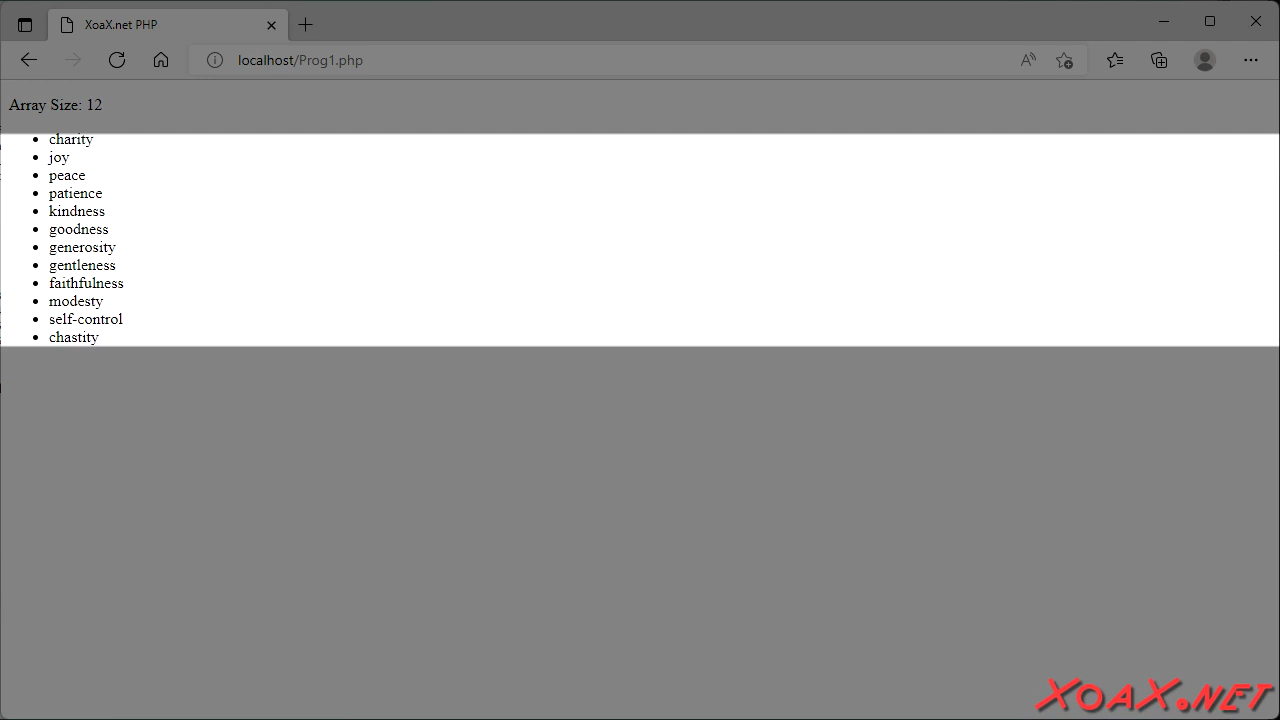 XoaX.net PHP
localhost/Prog1.php
Array Size: 12
• charity
• joy
• peace
• patience
• kindness
• goodness
• generosity
• gentleness
• faithfulness
• modesty
• self-control
• chastity
XoaX.net